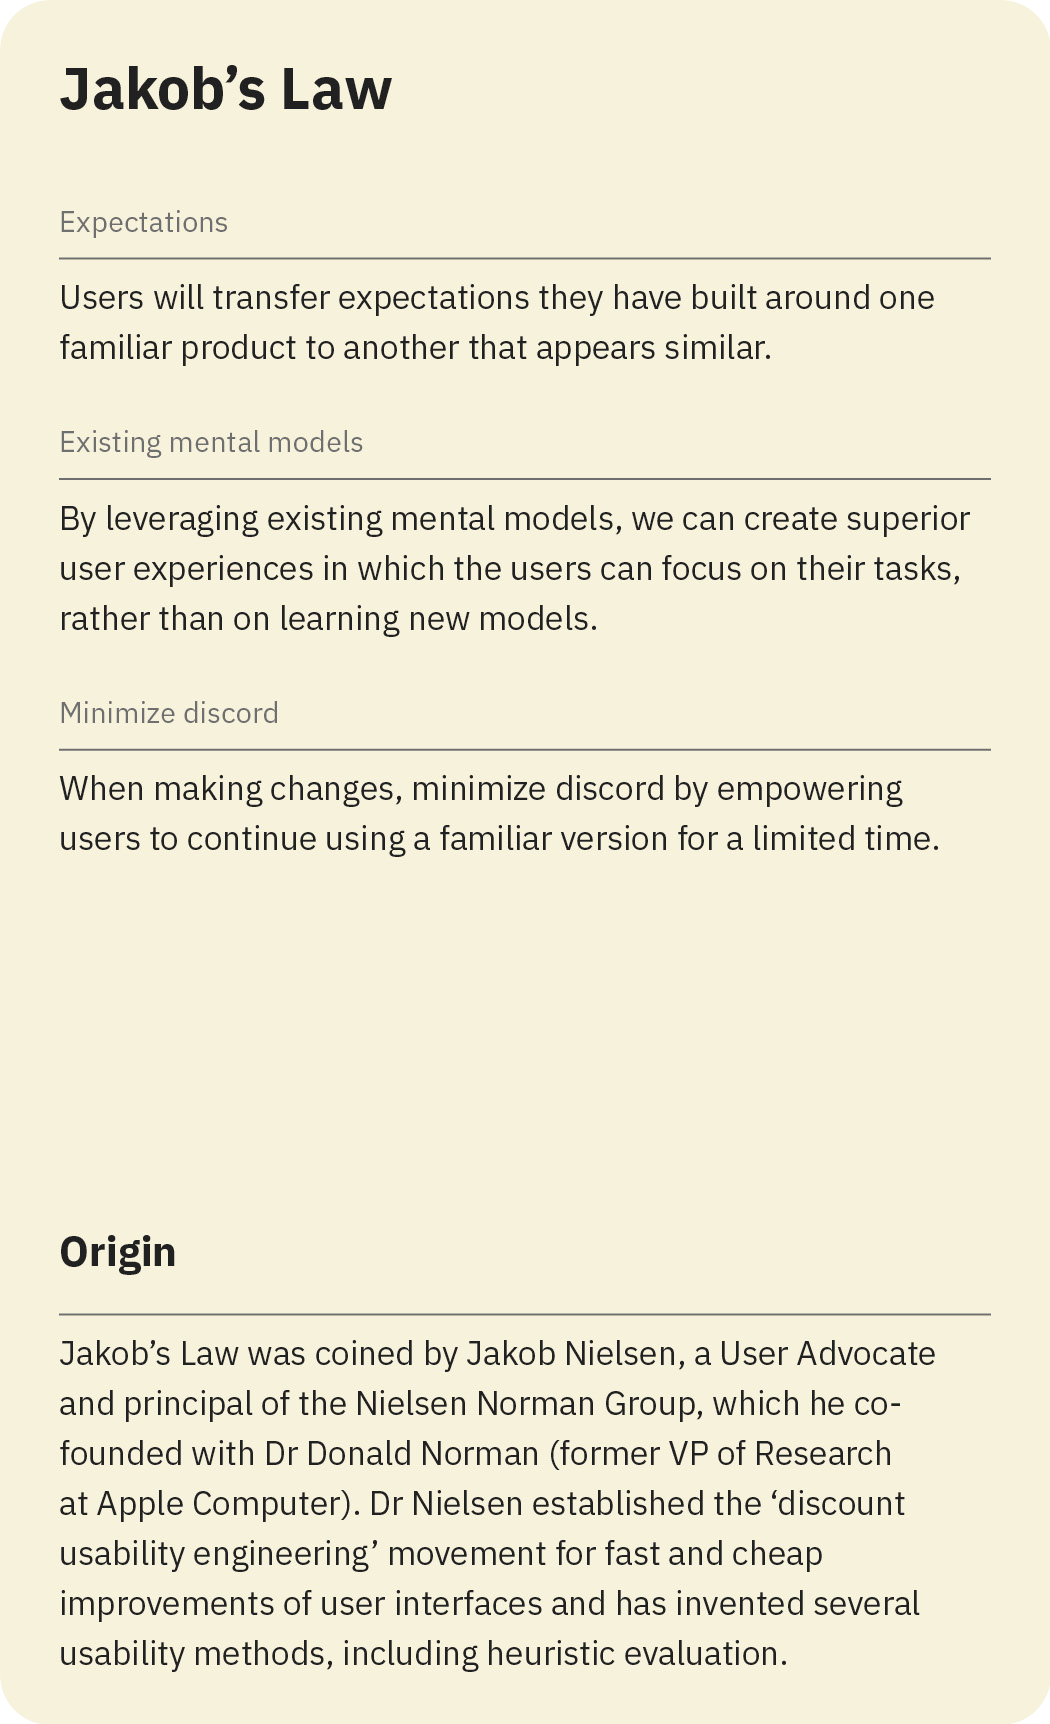 Jakob’s Law
Expectations
Users will transfer expectations they have built around one
familiar product to another that appears similar.
Existing mental models
By leveraging existing mental models, we can create superior
user experiences in which the users can focus on their tasks,
rather than on learning new models.
Minimize discord
When making changes, minimize discord by empowering
users to continue using a familiar version for a limited time.
Origin
Jakob’s Law was coined by Jakob Nielsen, a User Advocate
and principal of the Nielsen Norman Group, which he co-
founded with Dr Donald Norman (former VP of Research
at Apple Computer). Dr Nielsen established the ‘discount
usability engineering’ movement for fast and cheap
improvements of user interfaces and has invented several
usability methods, including heuristic evaluation.